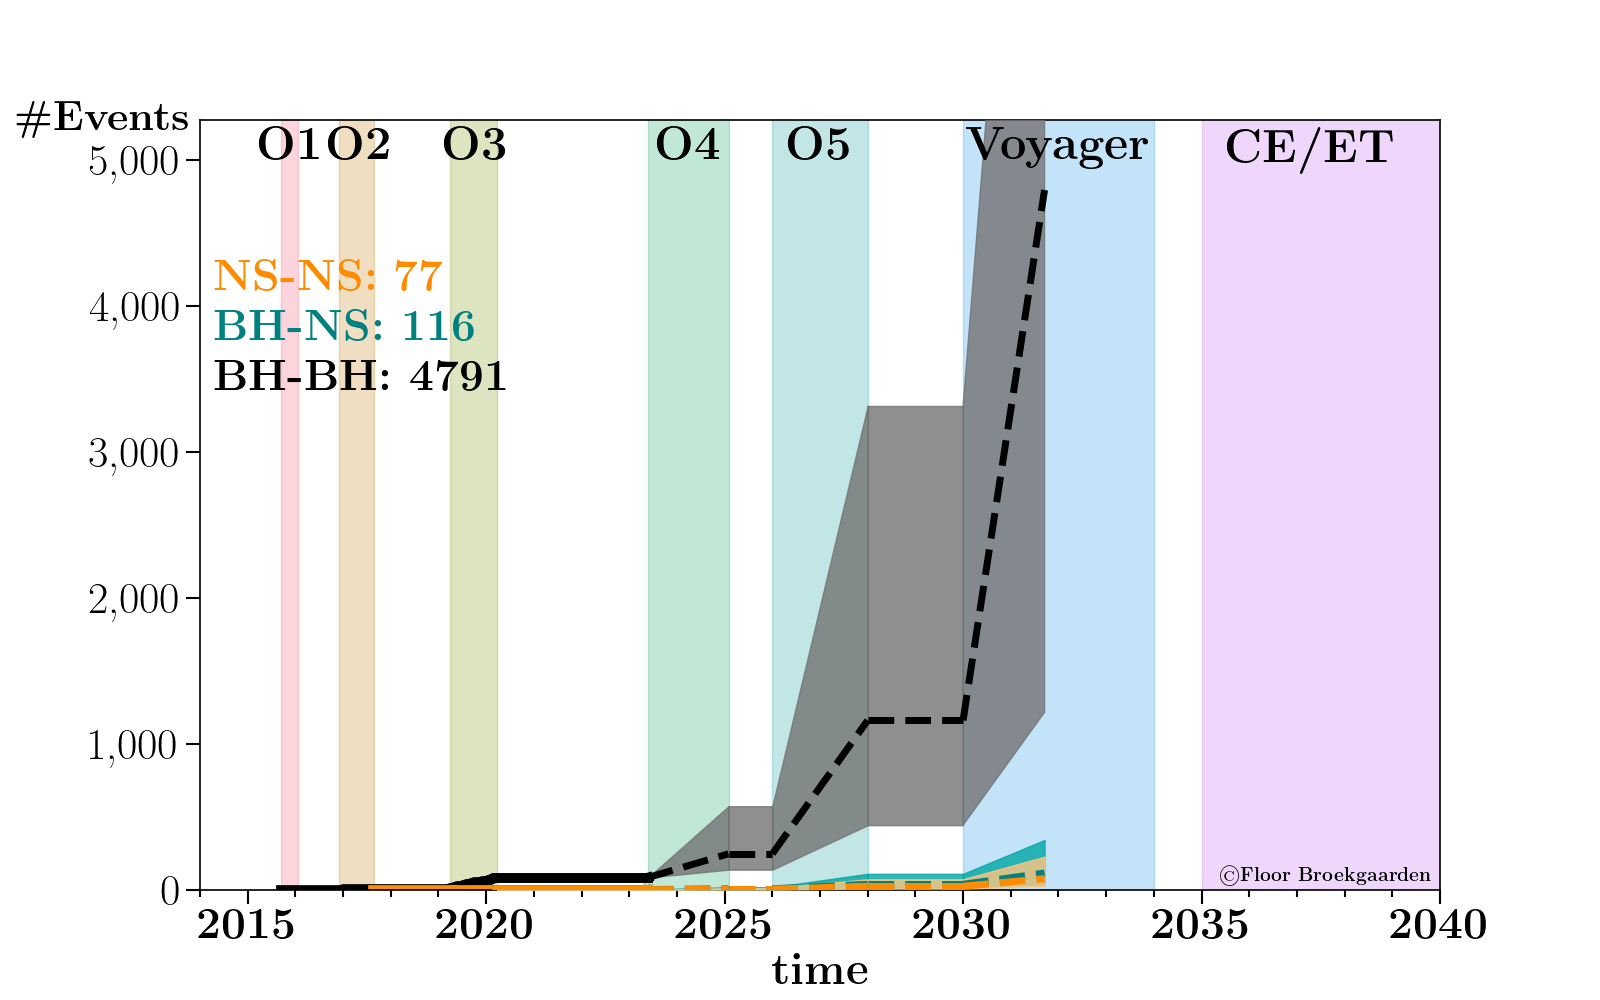 #Events
O1 O2 O3 O4 O5 Voyager CE/ET
5,000
NS-NS: 77
4,000
BH-NS: 116
BH-BH: 4791
3,000
2,000
1,000
©Floor Broekgaarden
0
2015 2020 2025 2030 2035 2040
time